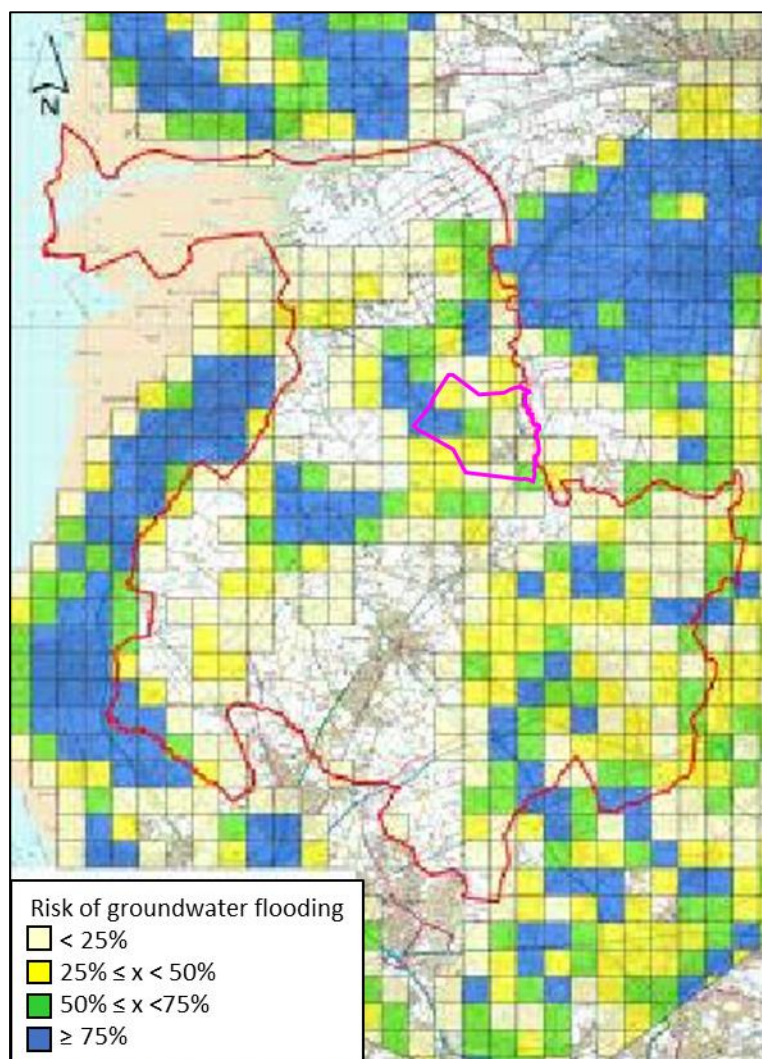 N
Risk of groundwater flooding
< 25%
25% ≤ x < 50%
50% ≤ x <75%
≥ 75%